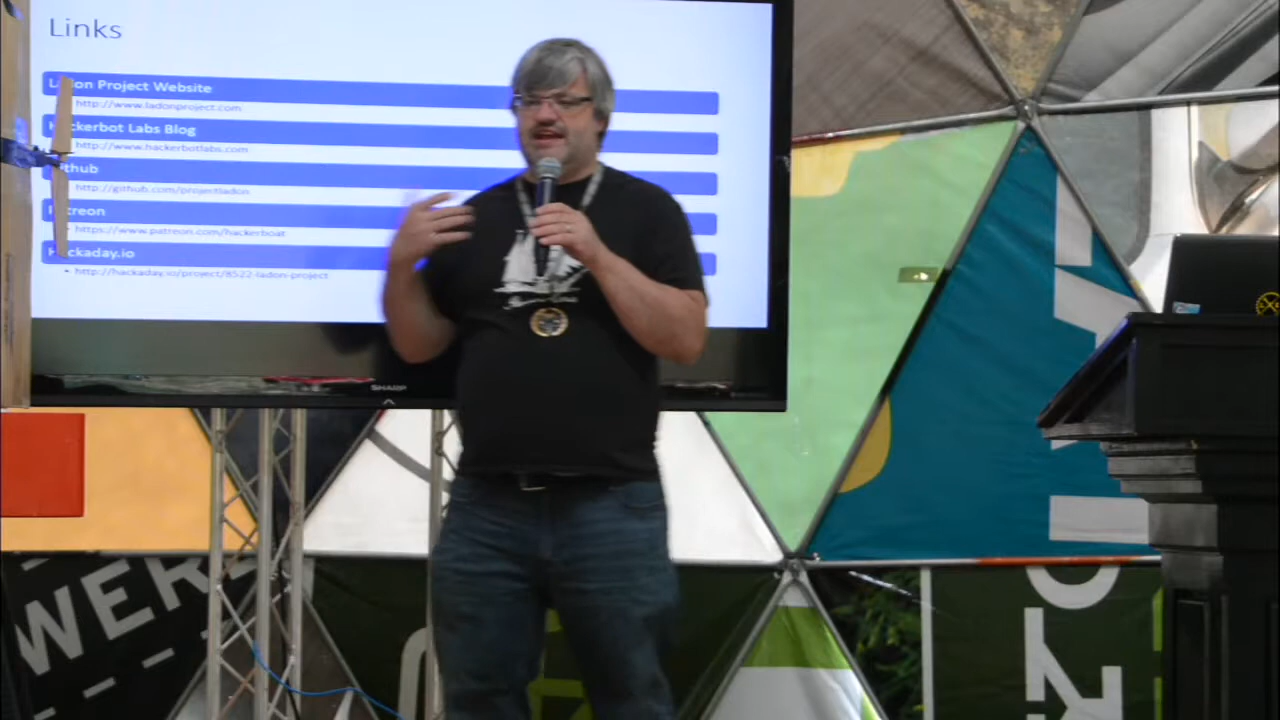 Links
Ladon Project Website
http://www.ladonproject.com
Hackerbot Labs Blog
http://www.hackerbotlabs.com
Github
http://github.com/projectladon
Patreon
https://www.patreon.com/hackerboat
Hackaday.io
http://hackaday.io/project/8522-ladon-project
SHARP
WER